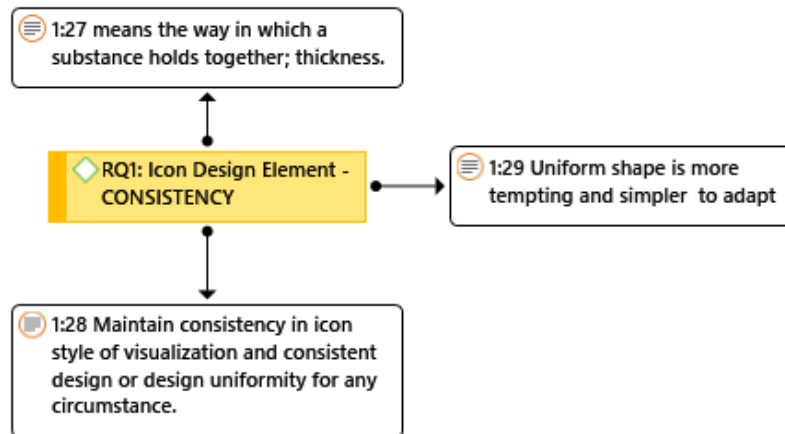 1:27 means the way in which a
substance holds together; thickness.
RQ1: Icon Design Element -
CONSISTENCY
1:29 Uniform shape is more
tempting and simpler to adapt
1:28 Maintain consistency in icon
style of visualization and consistent
design or design uniformity for any
circumstance.